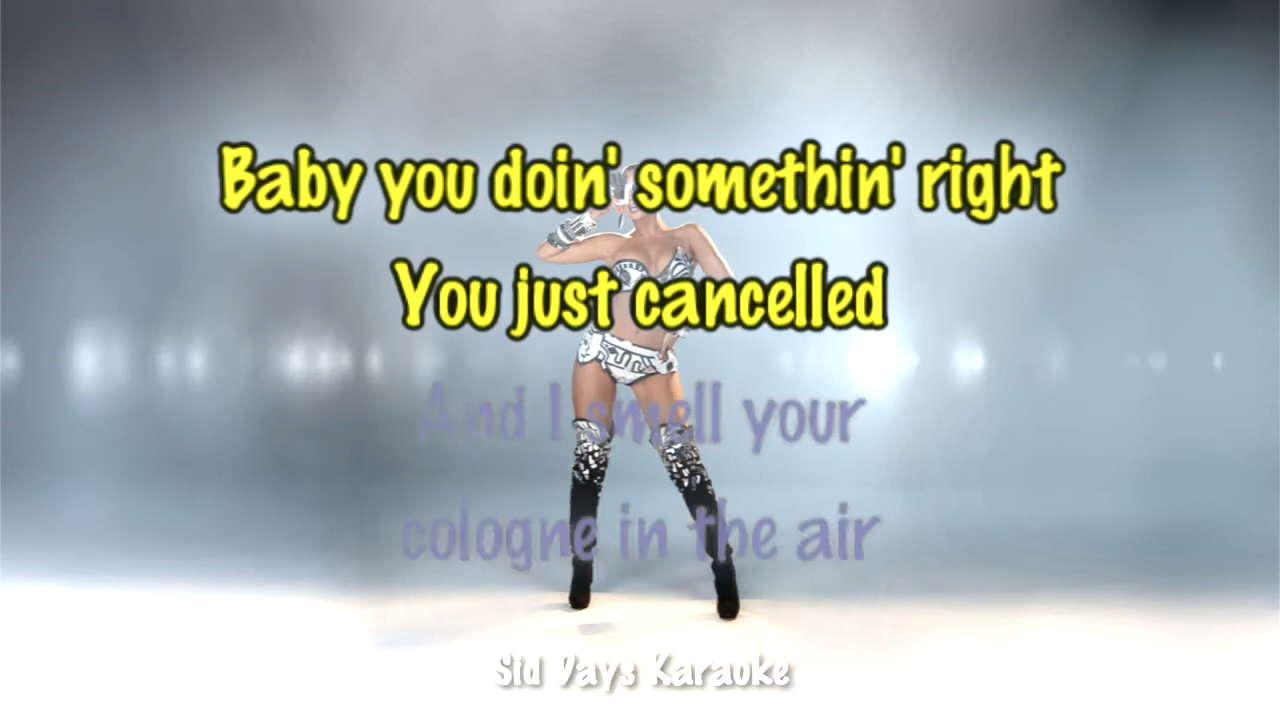 Baby you doin' somethin' right
You just cancelled
And I smell your
cologne in the air
Sid Days Karaoke